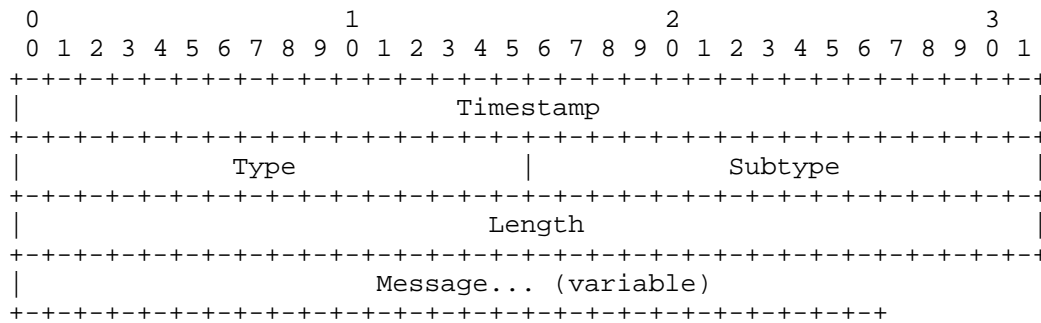 0                   1                   2                   3
0 1 2 3 4 5 6 7 8 9 0 1 2 3 4 5 6 7 8 9 0 1 2 3 4 5 6 7 8 9 0 1
+-+-+-+-+-+-+-+-+-+-+-+-+-+-+-+-+-+-+-+-+-+-+-+-+-+-+-+-+-+-+-+-+
|                           Timestamp                           |
+-+-+-+-+-+-+-+-+-+-+-+-+-+-+-+-+-+-+-+-+-+-+-+-+-+-+-+-+-+-+-+-+
|             Type              |            Subtype            |
+-+-+-+-+-+-+-+-+-+-+-+-+-+-+-+-+-+-+-+-+-+-+-+-+-+-+-+-+-+-+-+-+
|                             Length                            |
+-+-+-+-+-+-+-+-+-+-+-+-+-+-+-+-+-+-+-+-+-+-+-+-+-+-+-+-+-+-+-+-+
|                      Message... (variable)
+-+-+-+-+-+-+-+-+-+-+-+-+-+-+-+-+-+-+-+-+-+-+-+-+-+-+-+